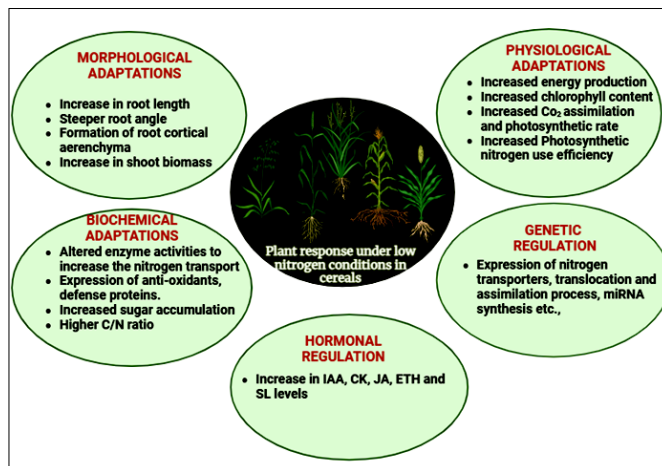 MORPHOLOGICAL
ADAPTATIONS
• Increase in root length
• Steeper root angle
• Formation of root cortical
aerenchyma
• Increase in shoot biomass
PHYSIOLOGICAL
ADAPTATIONS
• Increased energy production
• Increased chlorophyll content
• Increased Co₂ assimilation
and photosynthetic rate
• Increased Photosynthetic
nitrogen use efficiency
Plant response under low
nitrogen conditions in
cereals
BIOCHEMICAL
ADAPTATIONS
• Altered enzyme activities to
increase the nitrogen transport
• Expression of anti-oxidants,
defense proteins.
• Increased sugar accumulation
• Higher C/N ratio
GENETIC
REGULATION
• Expression of nitrogen
transporters, translocation and
assimilation process, miRNA
synthesis etc.,
HORMONAL
REGULATION
• Increase in IAA, CK, JA, ETH and
SL levels